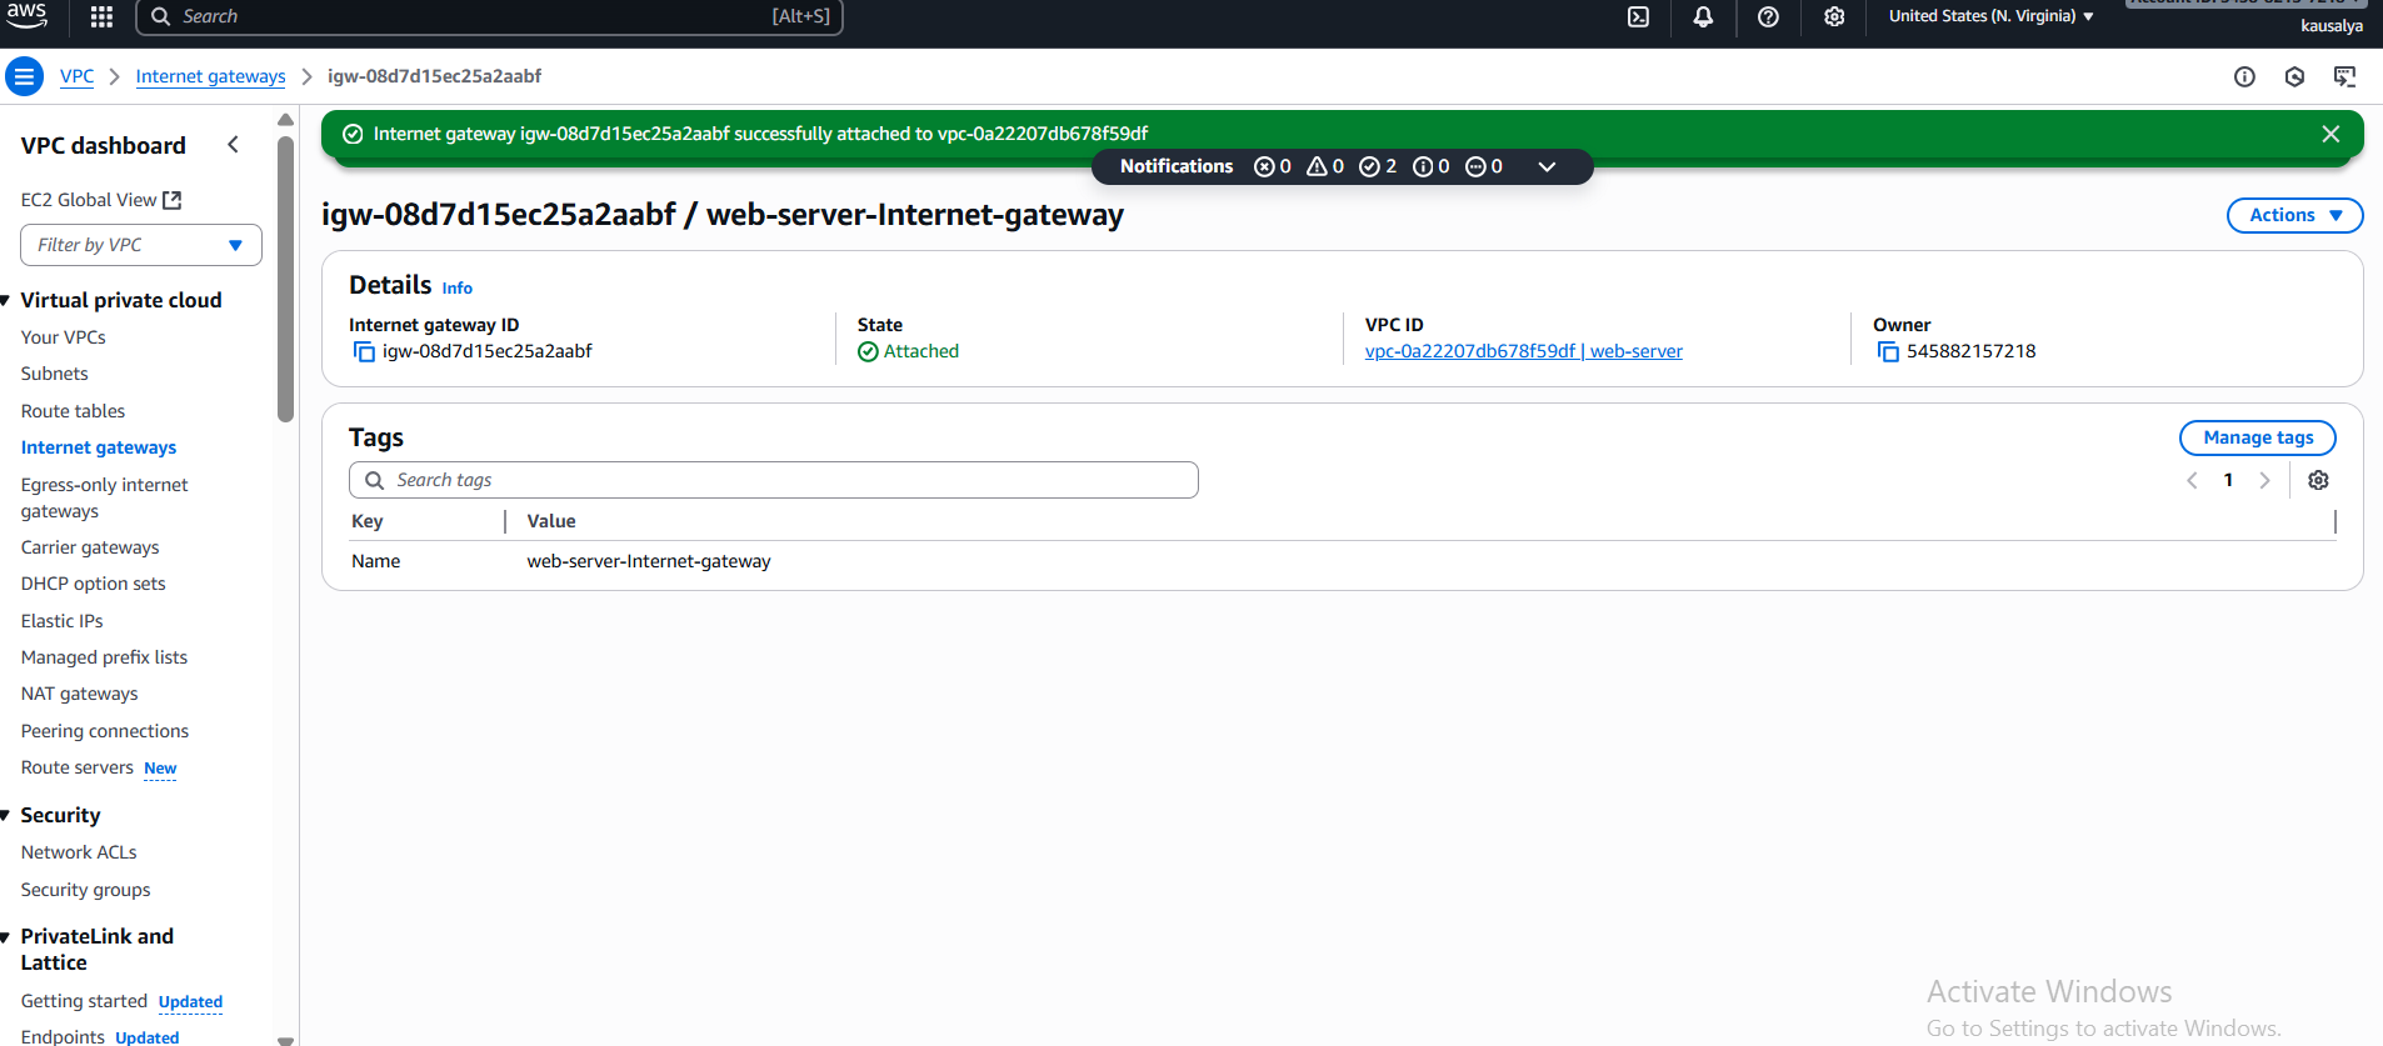 aws
Search [Alt+S]
United States (N. Virginia)
kausalya
VPC > Internet gateways > igw-08d7d15ec25a2aabf
VPC dashboard
EC2 Global View
Filter by VPC
Virtual private cloud
Your VPCs
Subnets
Route tables
Internet gateways
Egress-only internet
gateways
Carrier gateways
DHCP option sets
Elastic IPs
Managed prefix lists
NAT gateways
Peering connections
Route servers New
Security
Network ACLs
Security groups
PrivateLink and
Lattice
Getting started Updated
Endpoints Updated
Internet gateway igw-08d7d15ec25a2aabf successfully attached to vpc-0a22207db678f59df
Notifications 0 0 2 0 0
igw-08d7d15ec25a2aabf / web-server-Internet-gateway
Actions
Details Info
Internet gateway ID
igw-08d7d15ec25a2aabf
State
Attached
VPC ID
vpc-0a22207db678f59df | web-server
Owner
545882157218
Tags
Manage tags
Search tags
1
Key Value
Name web-server-Internet-gateway
Activate Windows
Go to Settings to activate Windows.